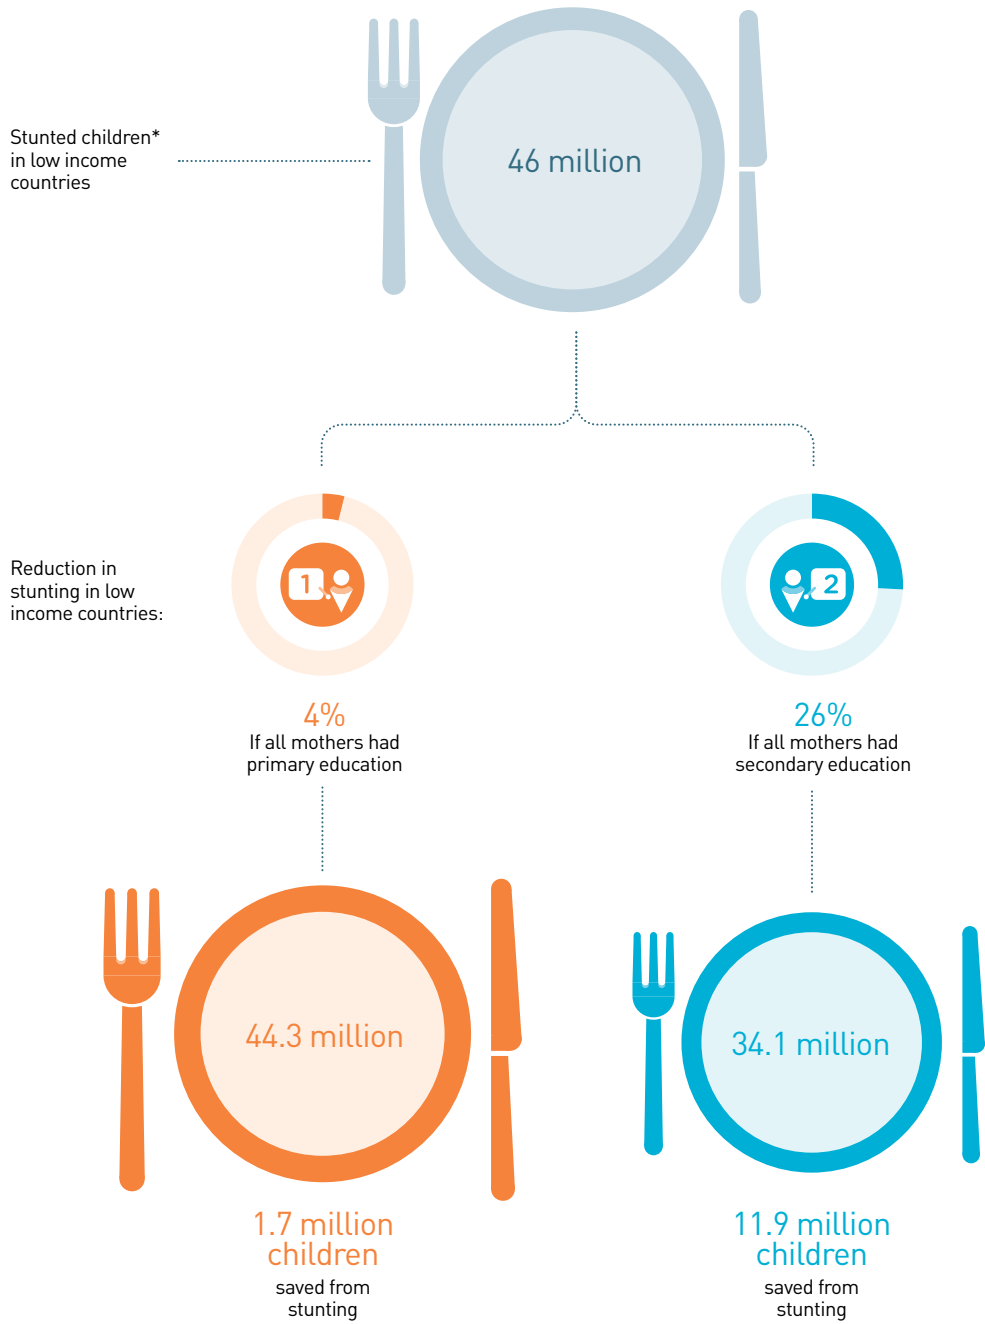 Stunted children*
in low income
countries
46 million
Reduction in
stunting in low
income countries:
1
2
4%
If all mothers had
primary education
26%
If all mothers had
secondary education
44.3 million
34.1 million
1.7 million
children
saved from
stunting
11.9 million
children
saved from
stunting